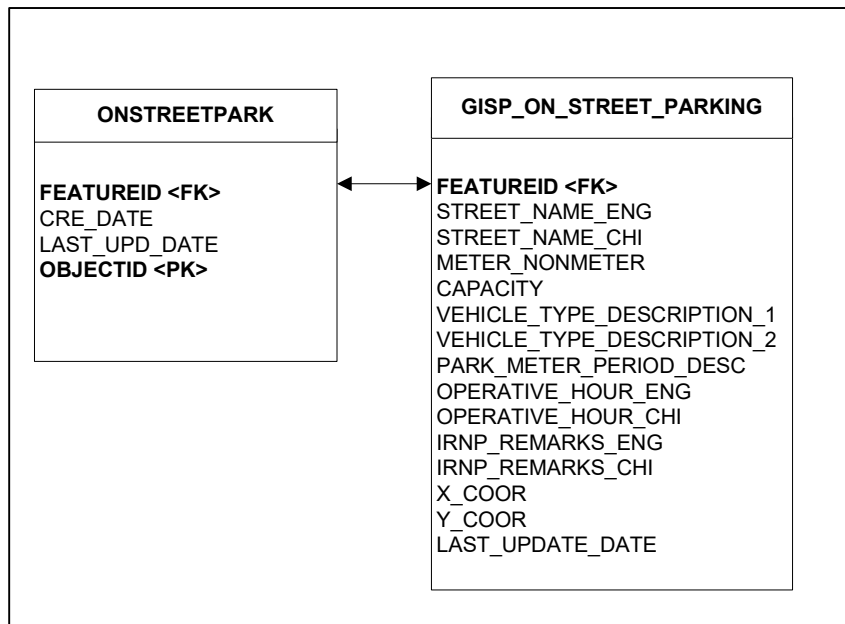 ONSTREETPARK
FEATUREID <FK>
CRE_DATE
LAST_UPD_DATE
OBJECTID <PK>
GISP_ON_STREET_PARKING
FEATUREID <FK>
STREET_NAME_ENG
STREET_NAME_CHI
METER_NONMETER
CAPACITY
VEHICLE_TYPE_DESCRIPTION_1
VEHICLE_TYPE_DESCRIPTION_2
PARK_METER_PERIOD_DESC
OPERATIVE_HOUR_ENG
OPERATIVE_HOUR_CHI
IRNP_REMARKS_ENG
IRNP_REMARKS_CHI
X_COOR
Y_COOR
LAST_UPDATE_DATE